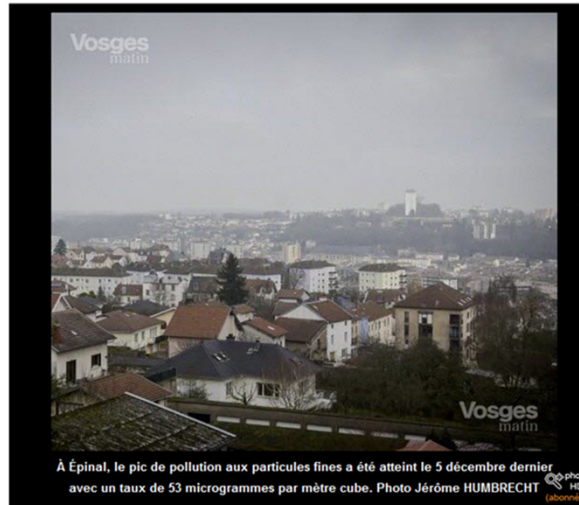 Vosges
matin
Vosges
matin
À Épinal, le pic de pollution aux particules fines a été atteint le 5 décembre dernier
avec un taux de 53 microgrammes par mètre cube. Photo Jérôme HUMBRECHT